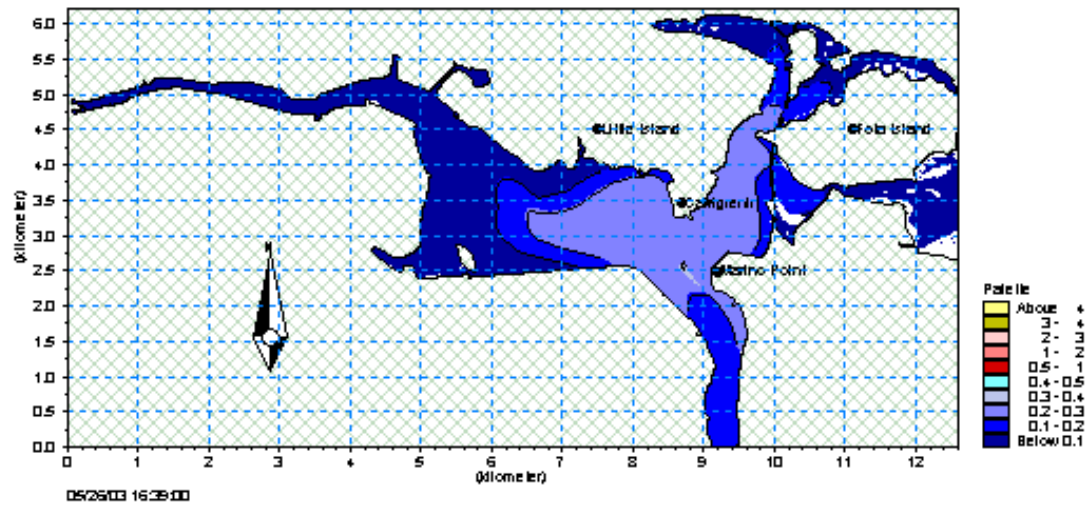 6.0
5.5
5.0
4.5
4.0
3.5
3.0
2.5
2.0
1.5
1.0
0.5
0.0
(kilometer)
Little Island
Fota Island
Marino Point
N
0 1 2 3 4 5 6 7 8 9 10 11 12
(kilometer)
05/26/03 16:39:00
Palette
Above 4
3 - 4
2 - 3
1 - 2
0.5 - 1
0.4 - 0.5
0.3 - 0.4
0.2 - 0.3
0.1 - 0.2
Below 0.1